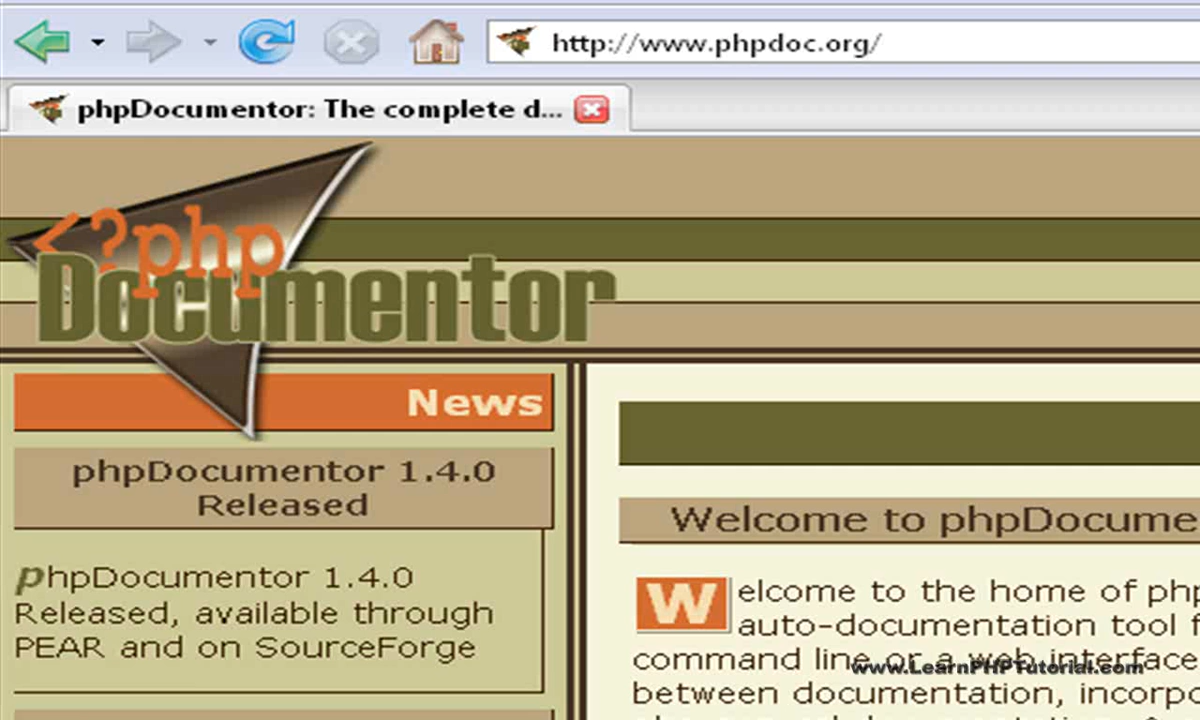 http://www.phpdoc.org/
phpDocumentor: The complete d...
<?php
Documentor
News
phpDocumentor 1.4.0
Released
phpDocumentor 1.4.0
Released, available through
PEAR and on SourceForge
Welcome to phpDocume
Welcome to the home of php
auto-documentation tool f
command line or a web interface
between documentation, incorpo
www.LearnPHPTutorial.com